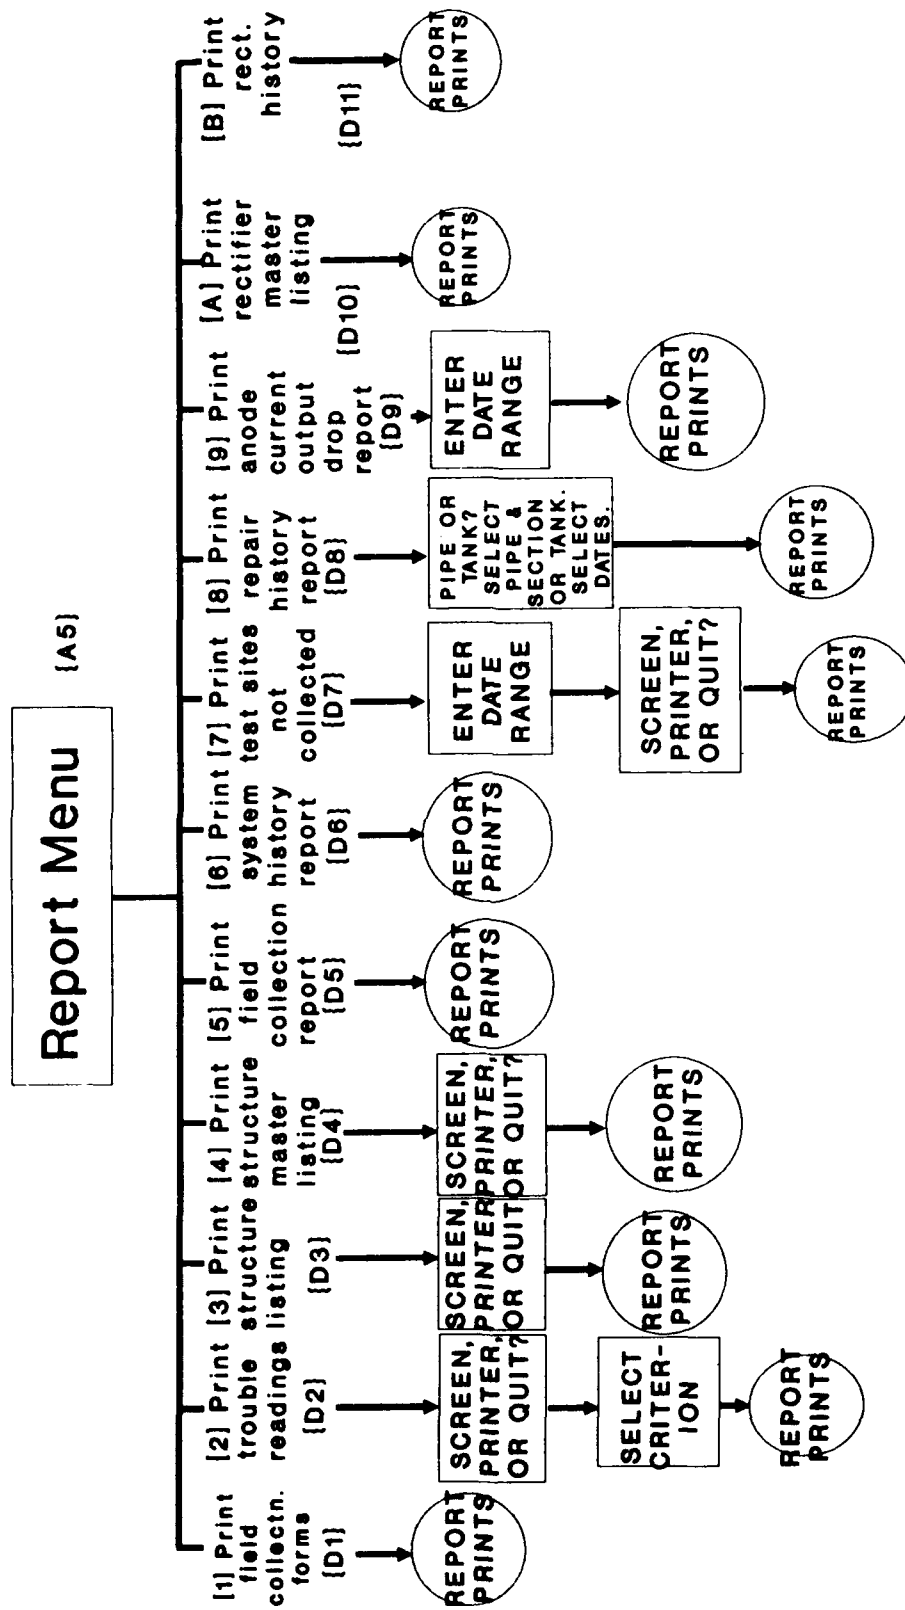 Report Menu
{A5}
[1] Print
field
collectn.
forms
{D1}
REPORT
PRINTS
[2] Print
trouble
readings
{D2}
SCREEN,
PRINTER,
OR QUIT?
SELECT
CRITER-
ION
REPORT
PRINTS
[3] Print
structure
listing
{D3}
SCREEN,
PRINTER
OR QUIT
REPORT
PRINTS
[4] Print
structure
master
listing
{D4}
SCREEN,
PRINTER,
OR QUIT?
REPORT
PRINTS
[5] Print
field
collection
report
{D5}
REPORT
PRINTS
[6] Print
system
history
report
{D6}
REPORT
PRINTS
[7] Print
test sites
not
collected
{D7}
ENTER
DATE
RANGE
SCREEN,
PRINTER,
OR QUIT?
REPORT
PRINTS
[8] Print
repair
history
report
{D8}
PIPE OR
TANK?
SELECT
PIPE &
SECTION
OR TANK.
SELECT
DATES.
REPORT
PRINTS
[9] Print
anode
current
output
drop
report
{D9}
ENTER
DATE
RANGE
REPORT
PRINTS
[A] Print
rectifier
master
listing
{D10}
REPORT
PRINTS
[B] Print
rect.
history
{D11}
REPORT
PRINTS